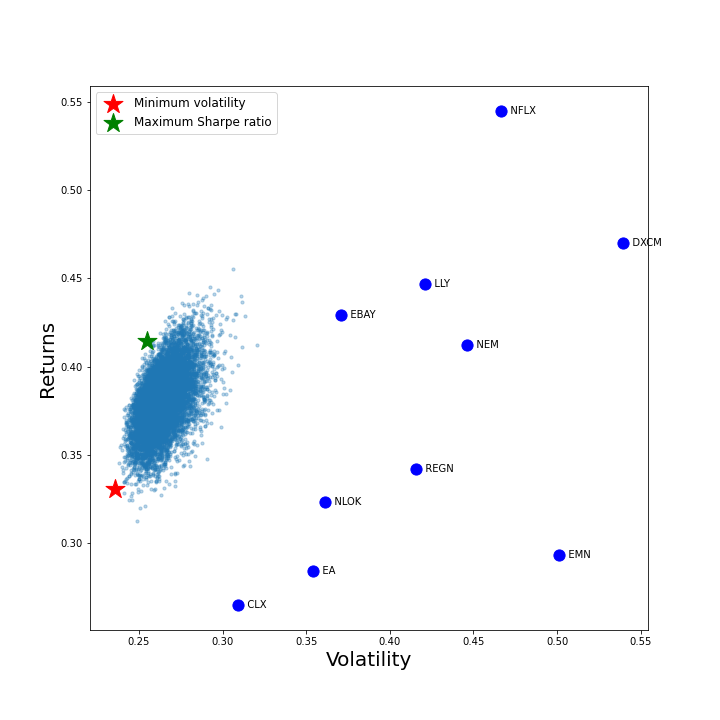 Minimum volatility
Maximum Sharpe ratio
NFLX
DXCM
LLY
EBAY
NEM
REGN
NLOK
EMN
EA
CLX
0.55
0.50
0.45
0.40
0.35
0.30
Returns
0.25 0.30 0.35 0.40 0.45 0.50 0.55
Volatility